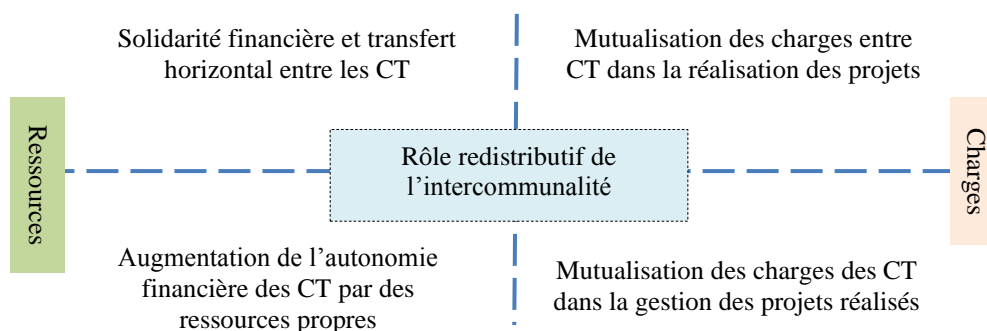 Solidarité financière et transfert
horizontal entre les CT
Mutualisation des charges entre
CT dans la réalisation des projets
Ressources
Rôle redistributif de
l’intercommunalité
Charges
Augmentation de l’autonomie
financière des CT par des
ressources propres
Mutualisation des charges des CT
dans la gestion des projets réalisés